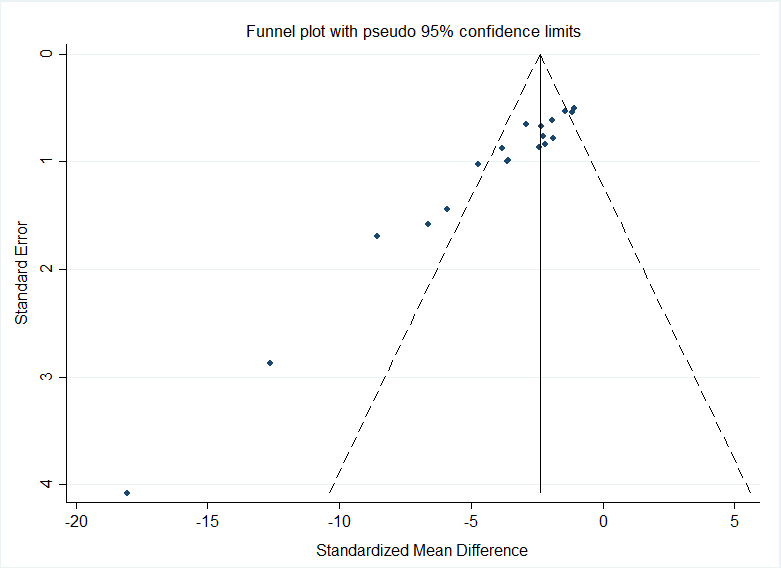 Funnel plot with pseudo 95% confidence limits
0
1
2
3
4
Standard Error
-20 -15 -10 -5 0 5
Standardized Mean Difference